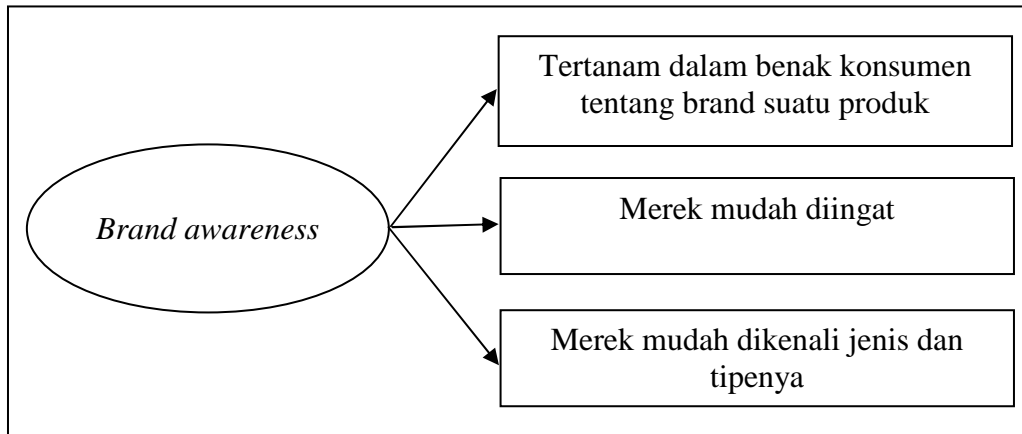 Tertanam dalam benak konsumen
tentang brand suatu produk
Brand awareness
Merek mudah diingat
Merek mudah dikenali jenis dan
tipenya